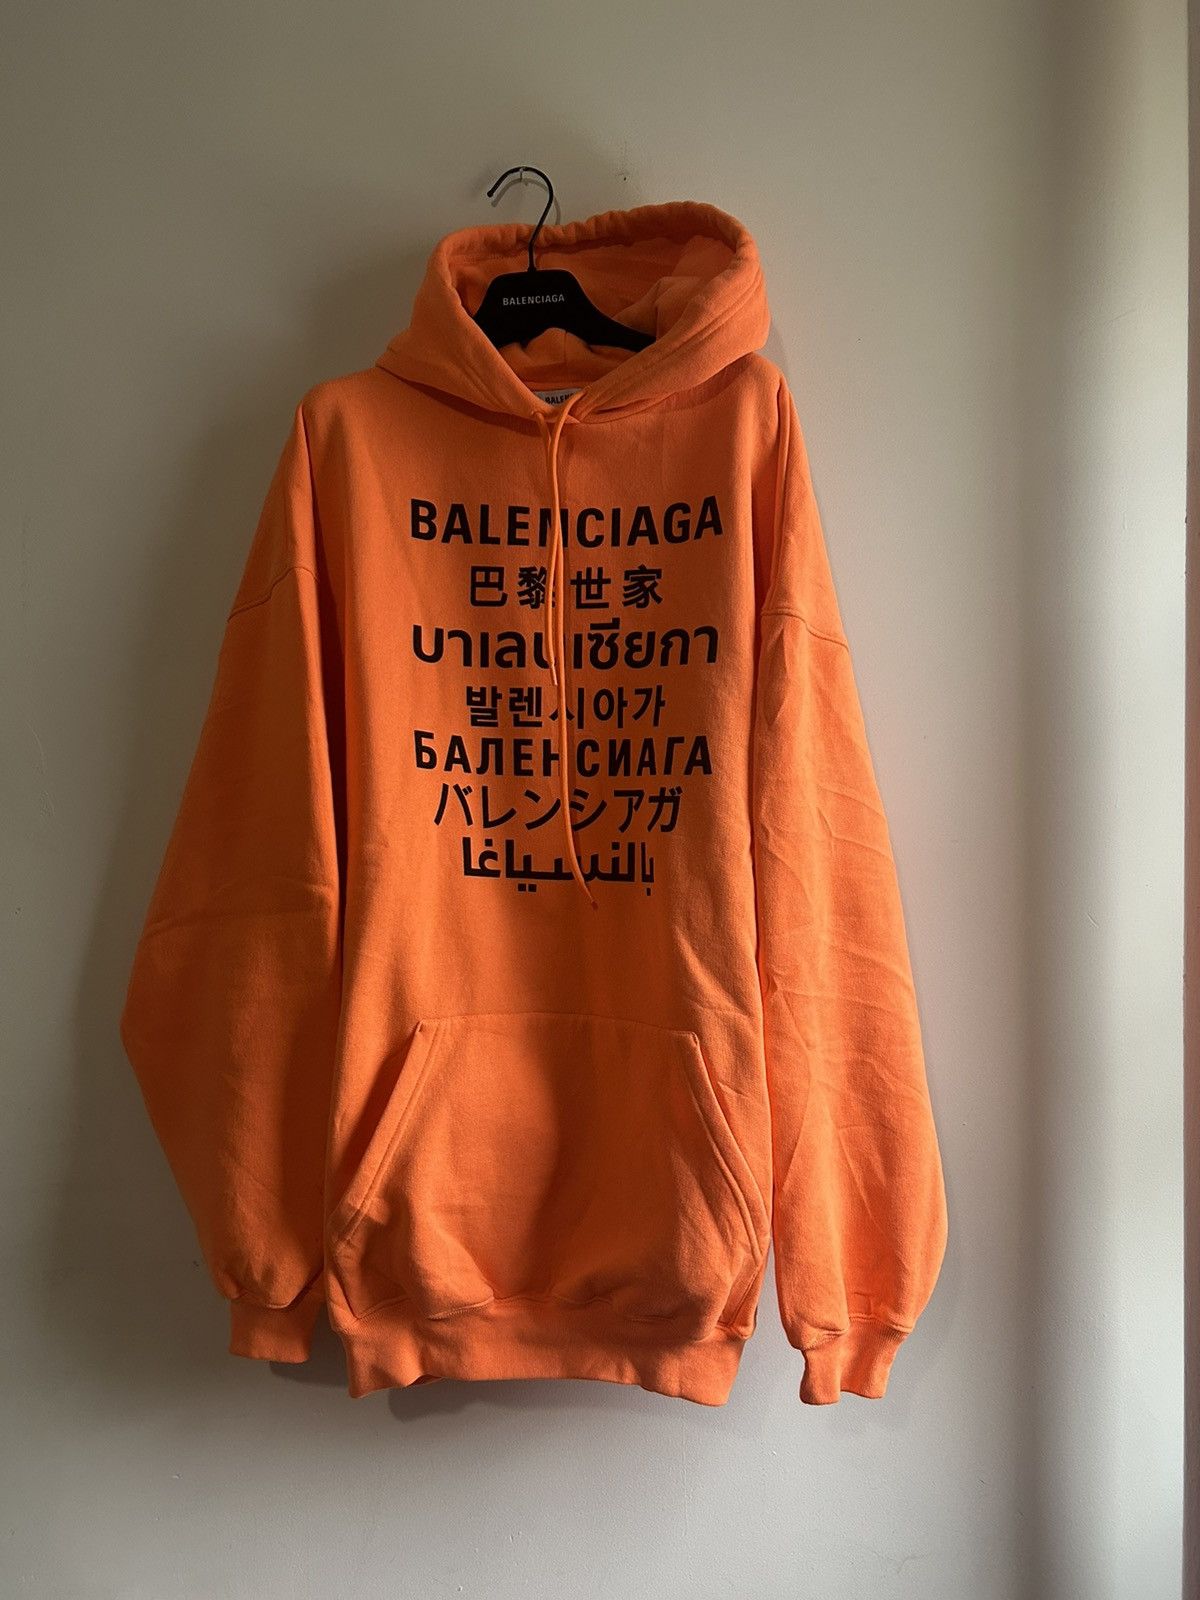 BALENCIAGA
BALENCIAGA
巴黎世家
บาเลนเซียกา
발렌시아가
БАЛЕНСИАГА
バレンシアガ
بالنسياغا